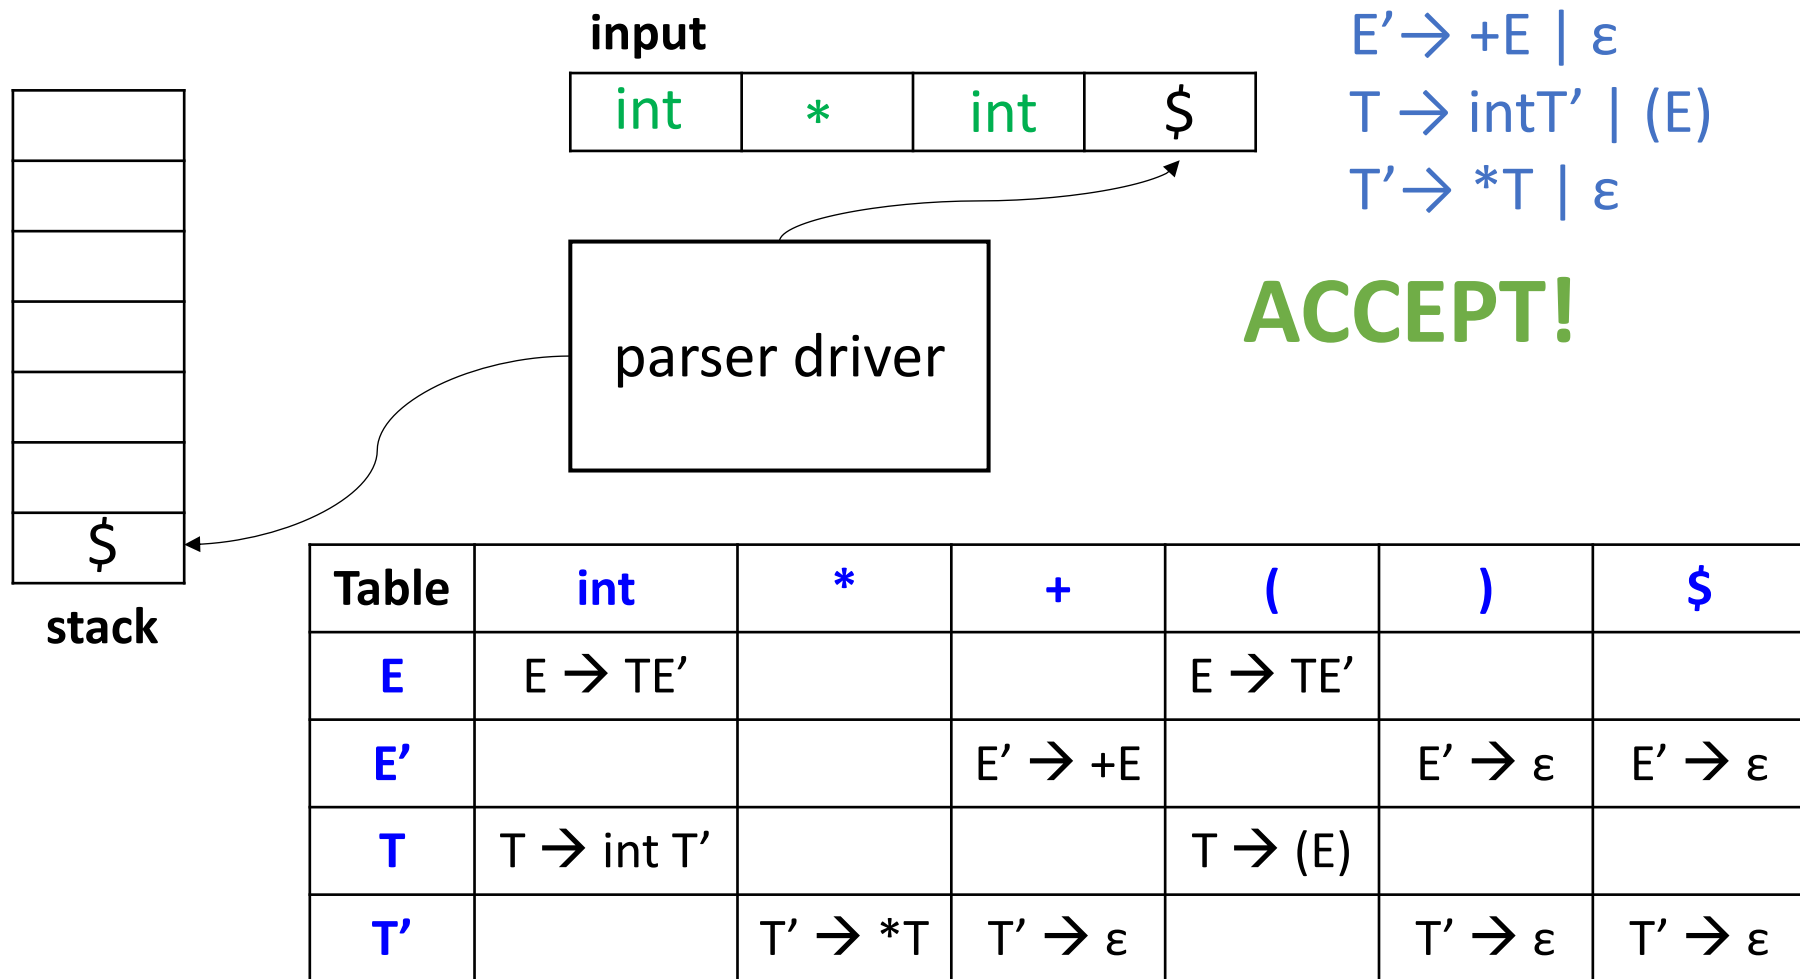 input
int * int $
E’→ +E | ε
T → intT’ | (E)
T’→ *T | ε
ACCEPT!
parser driver
$
stack
Table int * + ( ) $
E E → TE’ E → TE’
E’ E’ → +E E’ → ε E’ → ε
T T → int T’ T → (E)
T’ T’ → *T T’ → ε T’ → ε T’ → ε